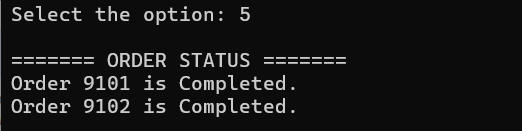 Select the option: 5
======= ORDER STATUS =======
Order 9101 is Completed.
Order 9102 is Completed.